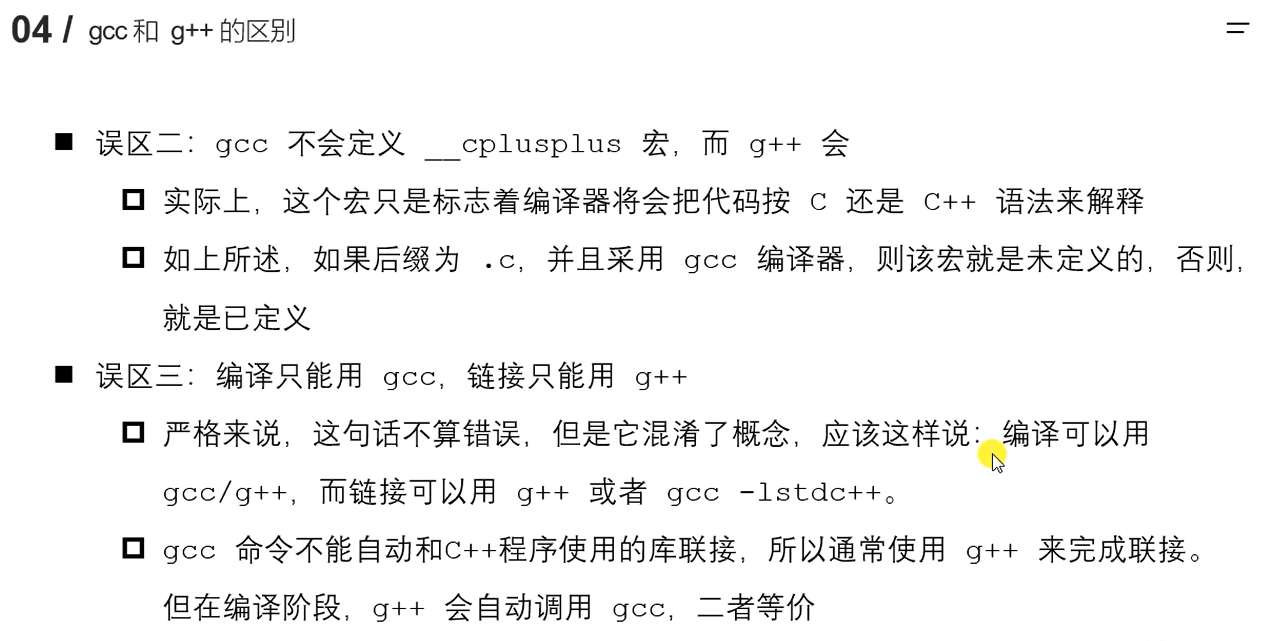 04 / gcc 和 g++ 的区别
误区二：gcc 不会定义 __cplusplus 宏，而 g++ 会
实际上，这个宏只是标志着编译器将会把代码按 C 还是 C++ 语法来解释
如上所述，如果后缀为 .c，并且采用 gcc 编译器，则该宏就是未定义的，否则，
就是已定义
误区三：编译只能用 gcc，链接只能用 g++
严格来说，这句话不算错误，但是它混淆了概念，应该这样说：编译可以用
gcc/g++，而链接可以用 g++ 或者 gcc -lstdc++。
gcc 命令不能自动和C++程序使用的库联接，所以通常使用 g++ 来完成联接。
但在编译阶段，g++ 会自动调用 gcc，二者等价